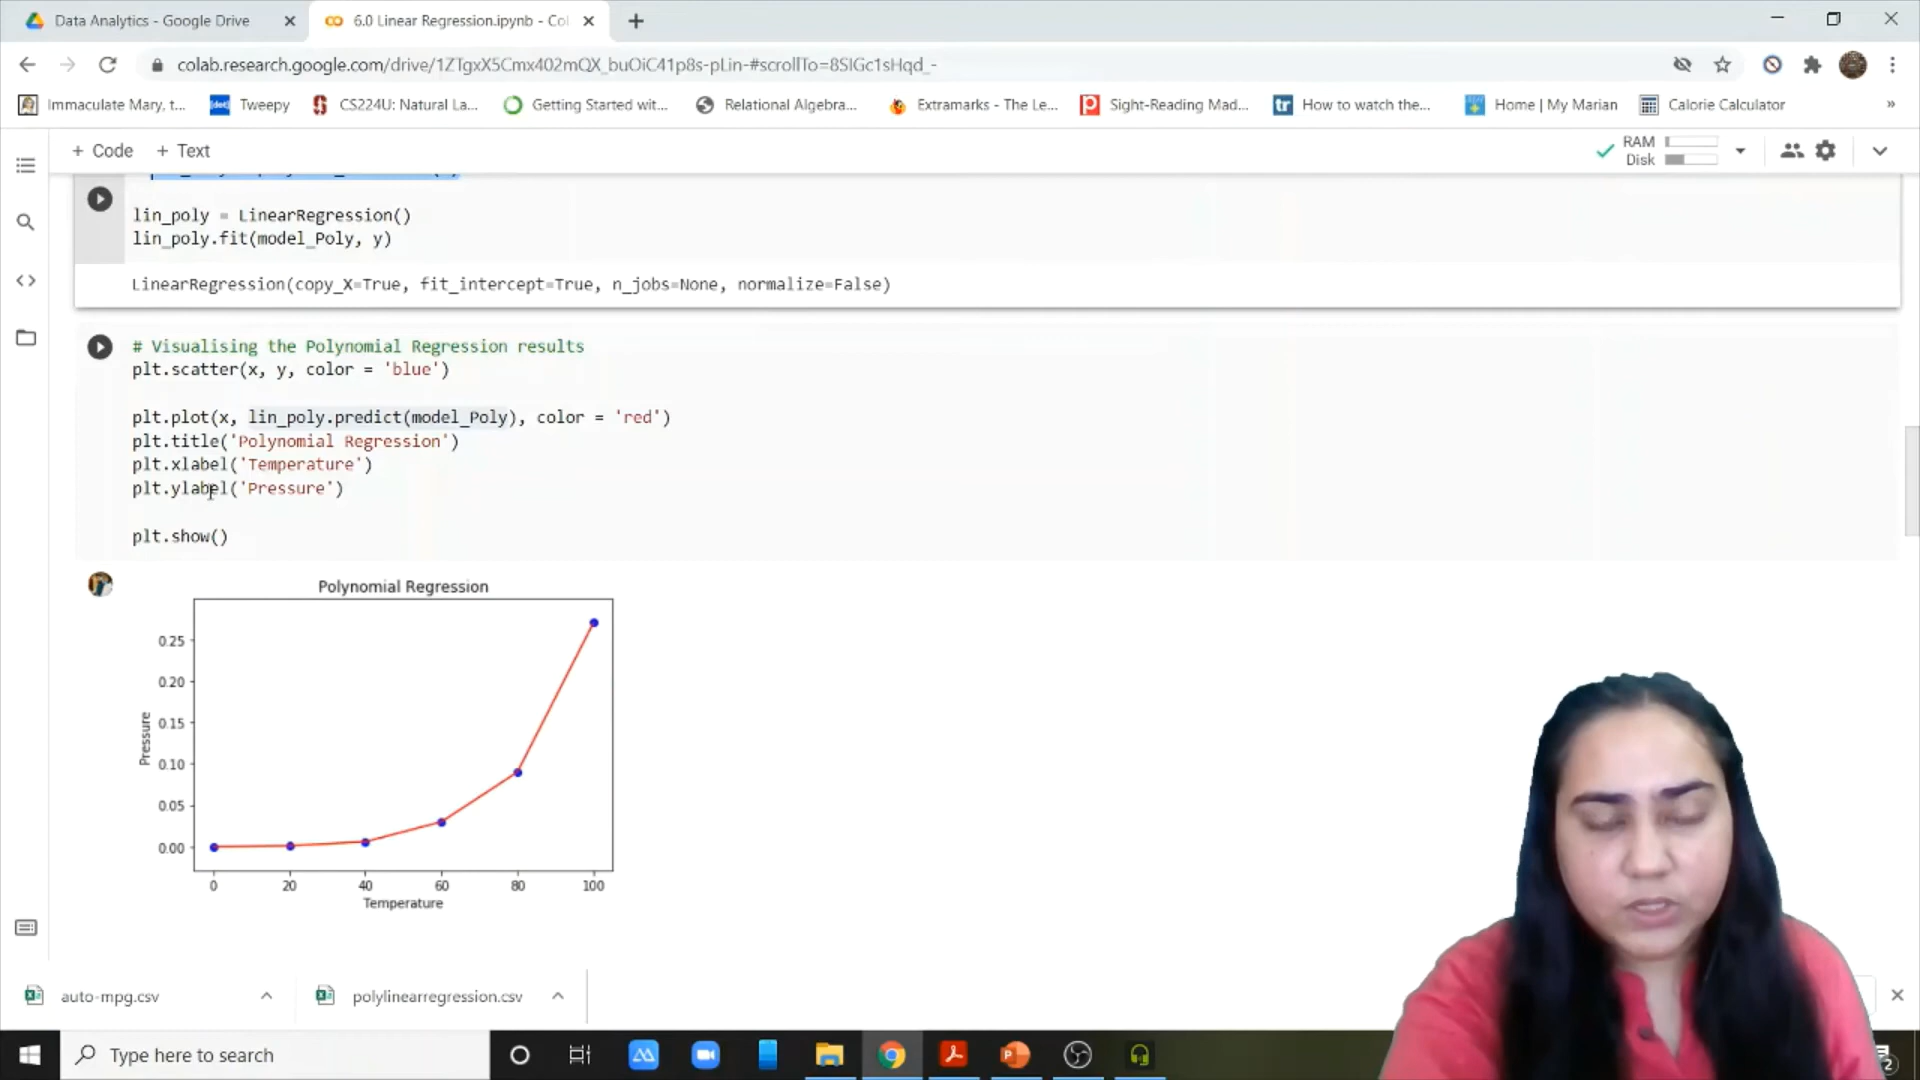 Data Analytics - Google Drive
6.0 Linear Regression.ipynb - Col
colab.research.google.com/drive/1ZTgxX5Cmx402mQX_buOiC41p8s-pLin-#scrollTo=8SIGc1sHqd_-
Immaculate Mary, t...
Tweepy
CS224U: Natural La...
Getting Started wit...
Relational Algebra...
Extramarks - The Le...
Sight-Reading Mad...
How to watch the...
Home | My Marian
Calorie Calculator
+ Code + Text
RAM
Disk
lin_poly = LinearRegression()
lin_poly.fit(model_Poly, y)
LinearRegression(copy_X=True, fit_intercept=True, n_jobs=None, normalize=False)
# Visualising the Polynomial Regression results
plt.scatter(x, y, color = 'blue')
plt.plot(x, lin_poly.predict(model_Poly), color = 'red')
plt.title('Polynomial Regression')
plt.xlabel('Temperature')
plt.ylabel('Pressure')
plt.show()
Polynomial Regression
0.25
0.20
0.15
0.10
0.05
0.00
Pressure
0 20 40 60 80 100
Temperature
auto-mpg.csv
polylinearregression.csv
Type here to search
2